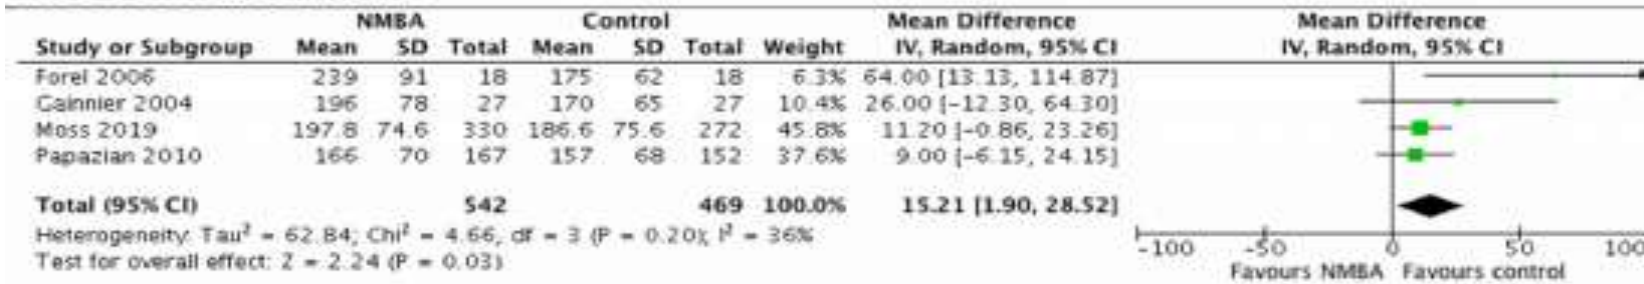 NMBA Control Mean Difference Mean Difference
Study or Subgroup Mean SD Total Mean SD Total Weight IV, Random, 95% CI IV, Random, 95% CI
Forel 2006 239 91 18 175 62 18 6.3% 64.00 [13.13, 114.87]
Gainnier 2004 196 78 27 170 65 27 10.4% 26.00 [-12.30, 64.30]
Moss 2019 197.8 74.6 330 186.6 75.6 272 45.8% 11.20 [-0.86, 23.26]
Papazian 2010 166 70 167 157 68 152 37.6% 9.00 [-6.15, 24.15]
Total (95% CI) 542 469 100.0% 15.21 [1.90, 28.52]
Heterogeneity: Tau² = 62.84; Chi² = 4.66, df = 3 (P = 0.20); I² = 36%
Test for overall effect: Z = 2.24 (P = 0.03)
-100 -50 0 50 100
Favours NMBA Favours control